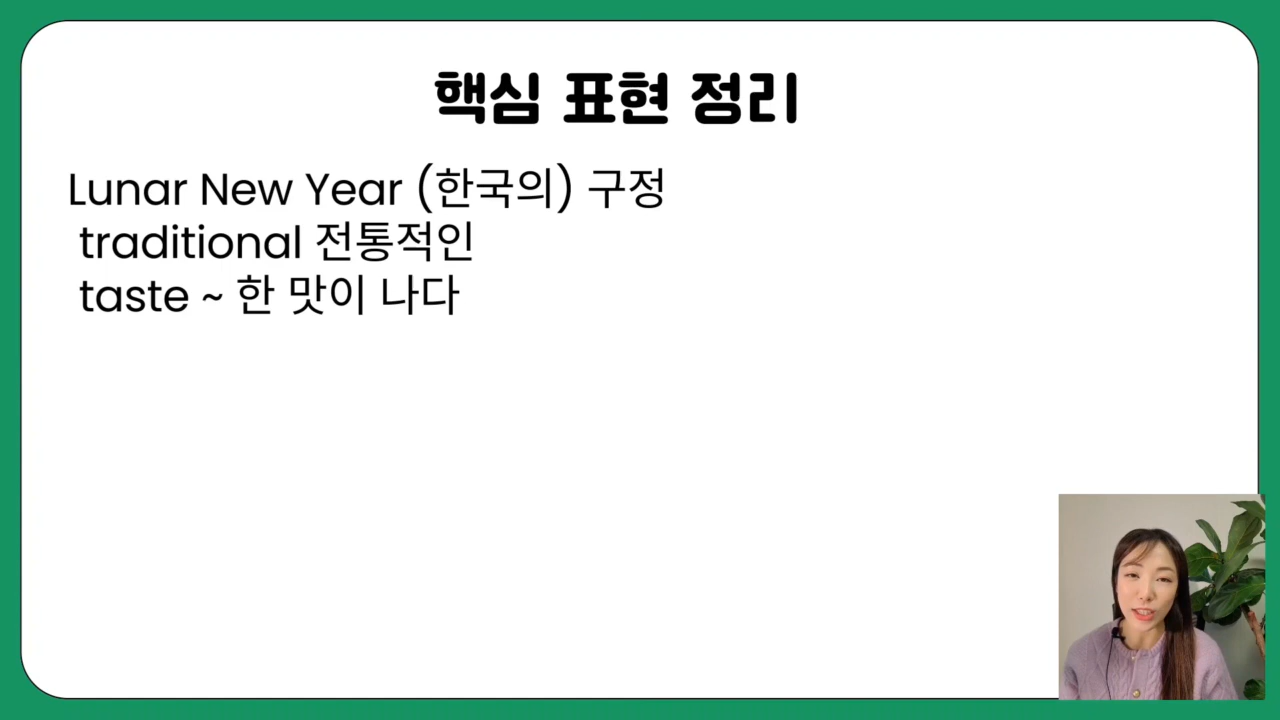 핵심 표현 정리
Lunar New Year (한국의) 구정
traditional 전통적인
taste ~ 한 맛이 나다